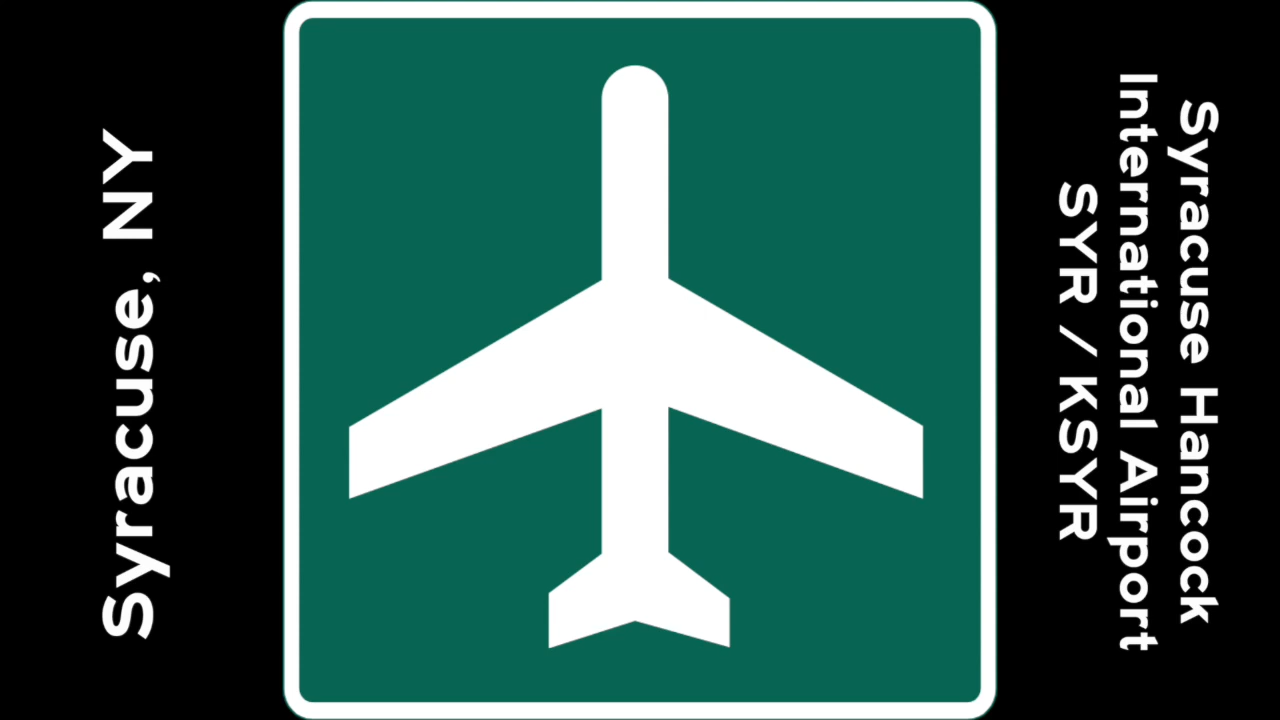 Syracuse, NY
Syracuse Hancock
International Airport
SYR / KSYR